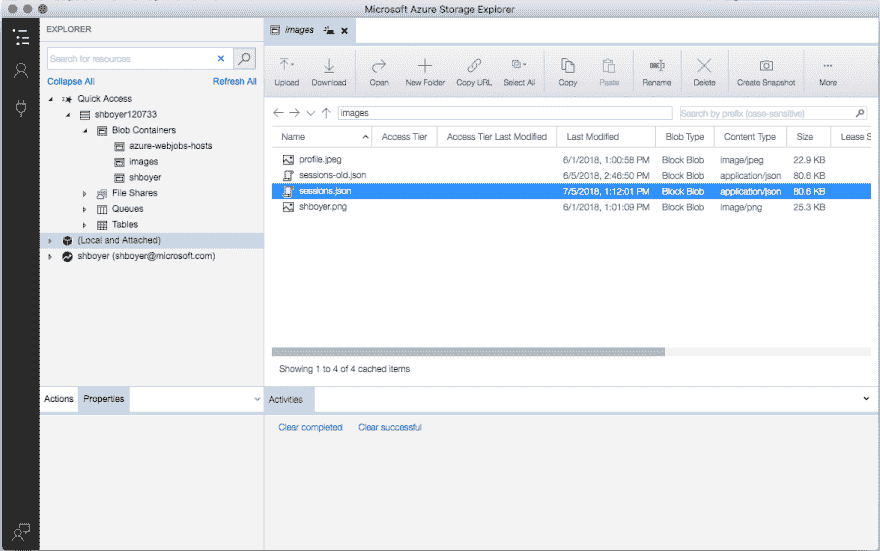 Microsoft Azure Storage Explorer
EXPLORER
Search for resources
Collapse All Refresh All
Quick Access
shboyer120733
Blob Containers
azure-webjobs-hosts
images
shboyer
File Shares
Queues
Tables
(Local and Attached)
shboyer (shboyer@microsoft.com)
Actions Properties
images
Upload Download Open New Folder Copy URL Select All Copy Paste Rename Delete Create Snapshot More
images Search by prefix (case-sensitive)
Name Access Tier Access Tier Last Modified Last Modified Blob Type Content Type Size Lease S
profile.jpeg 6/1/2018, 1:00:58 PM Block Blob image/jpeg 22.9 KB
sessions-old.json 6/5/2018, 2:46:50 PM Block Blob application/json 80.6 KB
sessions.json 7/5/2018, 1:12:01 PM Block Blob application/json 80.6 KB
shboyer.png 6/1/2018, 1:01:09 PM Block Blob image/png 25.3 KB
Showing 1 to 4 of 4 cached items
Activities
Clear completed Clear successful